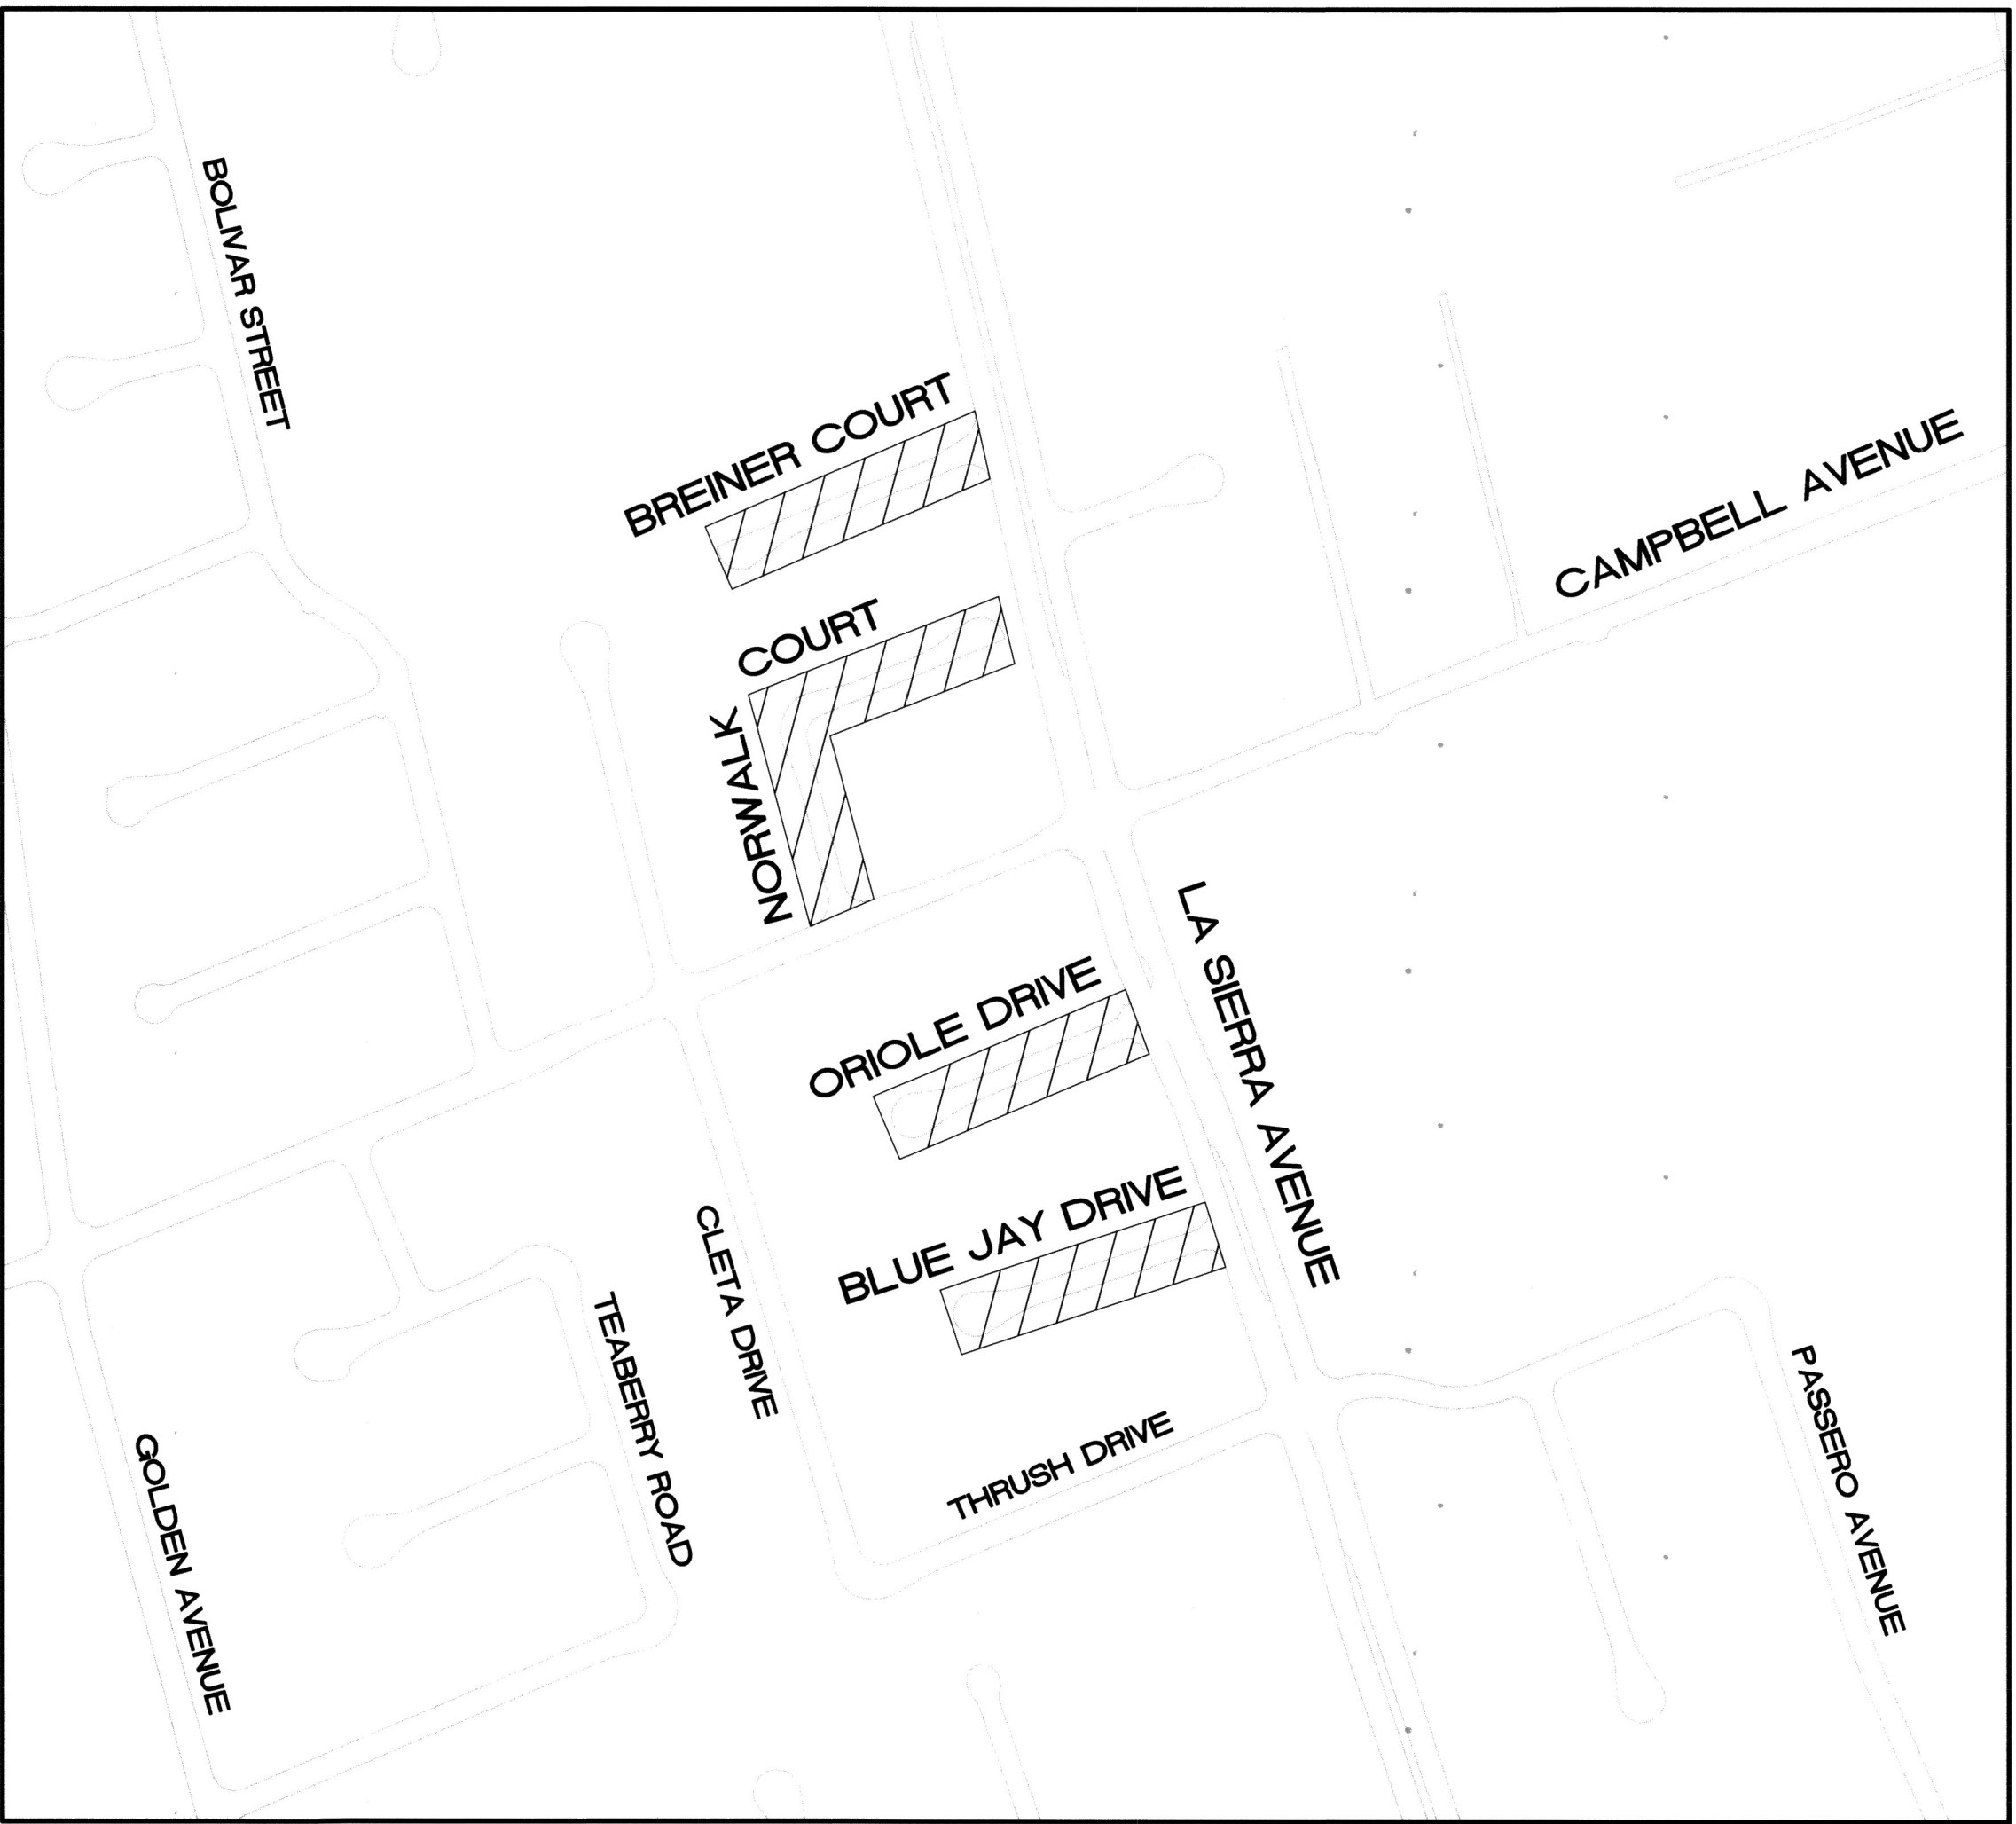 BOLIVAR STREET
BREINER COURT
CAMPBELL AVENUE
COURT
NORWALK
LA SIERRA AVENUE
ORIOLE DRIVE
BLUE JAY DRIVE
CLETA DRIVE
TEABERRY ROAD
PASSERO AVENUE
THRUSH DRIVE
GOLDEN AVENUE